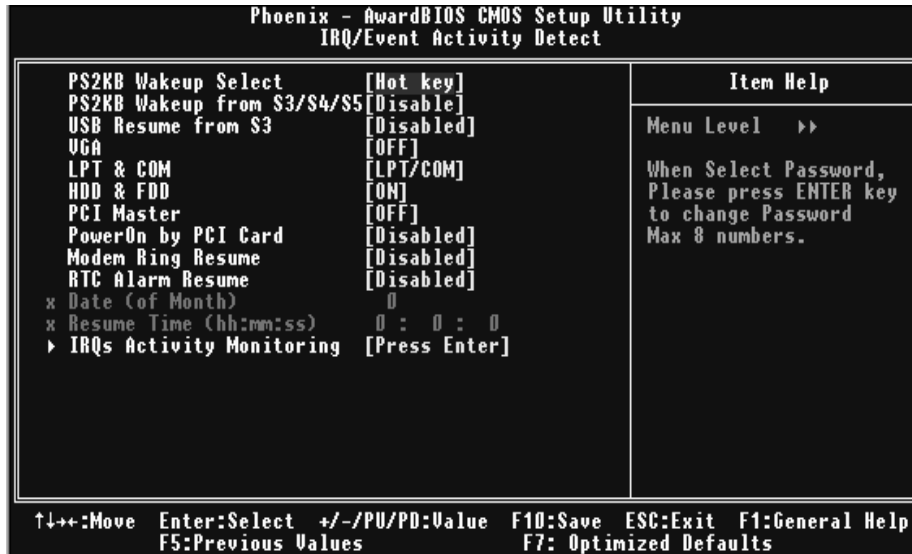 Phoenix - AwardBIOS CMOS Setup Utility
IRQ/Event Activity Detect
PS2KB Wakeup Select [Hot key]
PS2KB Wakeup from S3/S4/S5[Disable]
USB Resume from S3 [Disabled]
VGA [OFF]
LPT & COM [LPT/COM]
HDD & FDD [ON]
PCI Master [OFF]
PowerOn by PCI Card [Disabled]
Modem Ring Resume [Disabled]
RTC Alarm Resume [Disabled]
x Date (of Month) 0
x Resume Time (hh:mm:ss) 0 : 0 : 0
▸ IRQs Activity Monitoring [Press Enter]
Item Help
Menu Level ▸▸
When Select Password,
Please press ENTER key
to change Password
Max 8 numbers.
↑↓→←:Move Enter:Select +/-/PU/PD:Value F10:Save ESC:Exit F1:General Help
F5:Previous Values F7: Optimized Defaults